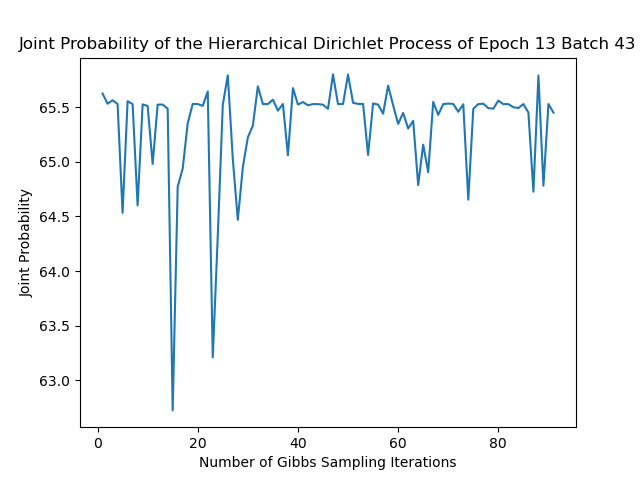 Joint Probability of the Hierarchical Dirichlet Process of Epoch 13 Batch 43
Joint Probability
65.5
65.0
64.5
64.0
63.5
63.0
0 20 40 60 80
Number of Gibbs Sampling Iterations